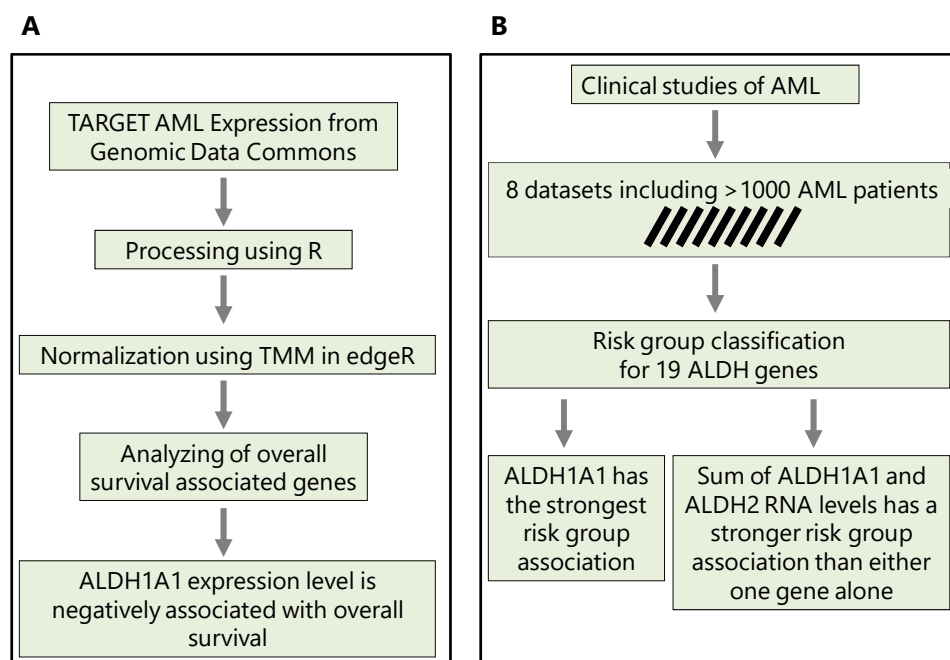 A
TARGET AML Expression from
Genomic Data Commons
Processing using R
Normalization using TMM in edgeR
Analyzing of overall
survival associated genes
ALDH1A1 expression level is
negatively associated with overall
survival
B
Clinical studies of AML
8 datasets including >1000 AML patients
Risk group classification
for 19 ALDH genes
ALDH1A1 has
the strongest
risk group
association
Sum of ALDH1A1 and
ALDH2 RNA levels has a
stronger risk group
association than either
one gene alone